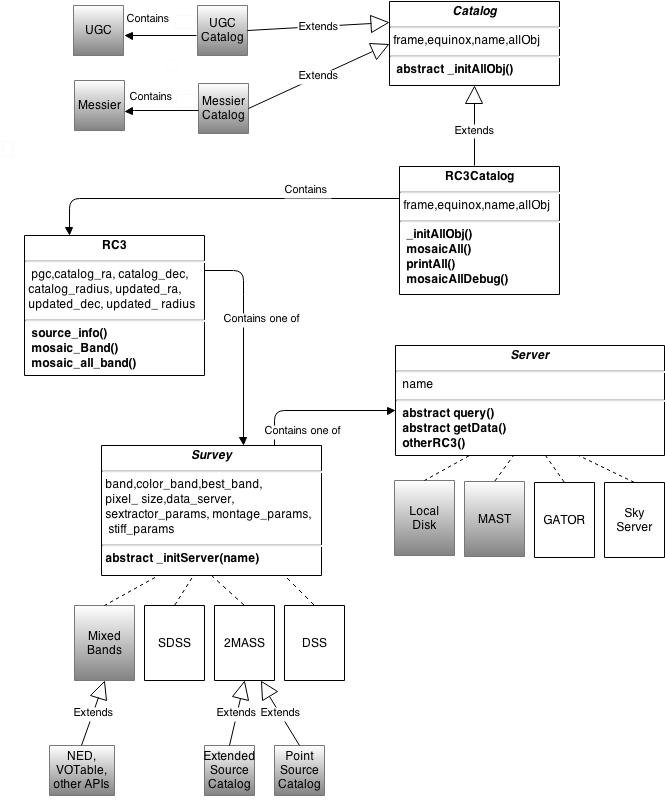 Catalog
frame,equinox,name,allObj
abstract _initAllObj()
UGC
Contains
UGC
Catalog
Extends
Messier
Contains
Messier
Catalog
Extends
Extends
RC3Catalog
frame,equinox,name,allObj
_initAllObj()
mosaicAll()
printAll()
mosaicAllDebug()
Contains
RC3
pgc,catalog_ra, catalog_dec,
catalog_radius, updated_ra,
updated_dec, updated_ radius
source_info()
mosaic_Band()
mosaic_all_band()
Contains one of
Server
name
abstract query()
abstract getData()
otherRC3()
Contains one of
Survey
band,color_band,best_band,
pixel_ size,data_server,
sextractor_params, montage_params,
stiff_params
abstract _initServer(name)
Local
Disk
MAST
GATOR
Sky
Server
Mixed
Bands
SDSS
2MASS
DSS
Extends
Extends
Extends
NED,
VOTable,
other APIs
Extended
Source
Catalog
Point
Source
Catalog